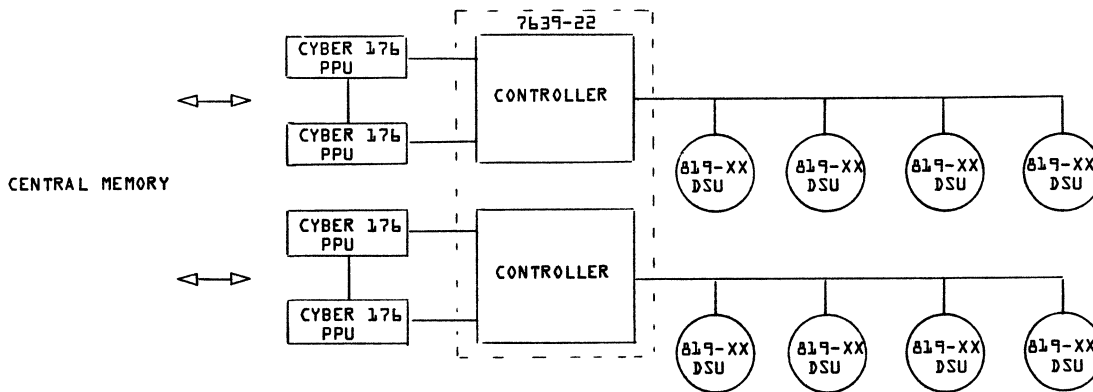 7639-22
CYBER 176
PPU
CONTROLLER
CYBER 176
PPU
819-XX
DSU
819-XX
DSU
819-XX
DSU
819-XX
DSU
CENTRAL MEMORY
CYBER 176
PPU
CONTROLLER
CYBER 176
PPU
819-XX
DSU
819-XX
DSU
819-XX
DSU
819-XX
DSU